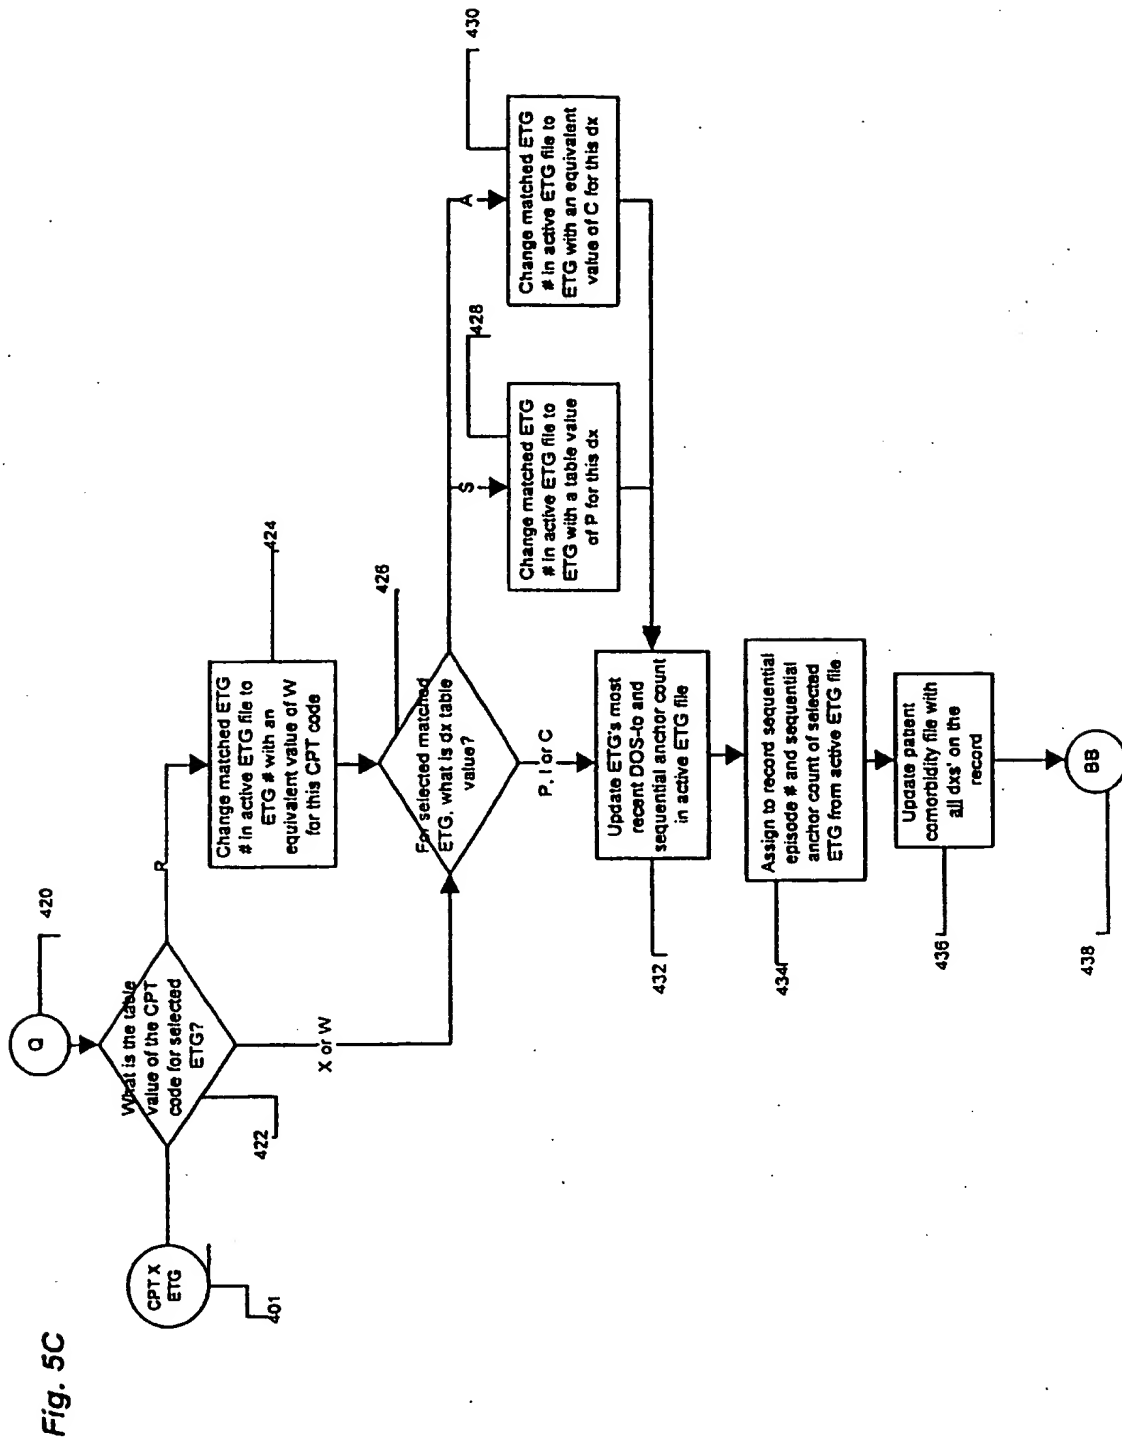 Fig. 5C
Q
420
What is the table
value of the CPT
code for selected
ETG?
422
CPT X
ETG
401
R
X or W
Change matched ETG
# in active ETG file to
ETG # with an
equivalent value of W
for this CPT code
424
For selected matched
ETG, what is dx table
value?
426
S
A
P, I or C
Change matched ETG
# in active ETG file to
ETG with a table value
of P for this dx
428
Change matched ETG
# in active ETG file to
ETG with an equivalent
value of C for this dx
430
Update ETG's most
recent DOS-to and
sequential anchor count
in active ETG file
432
Assign to record sequential
episode # and sequential
anchor count of selected
ETG from active ETG file
434
Update patient
comorbidity file with
all dxs' on the
record
436
BB
438